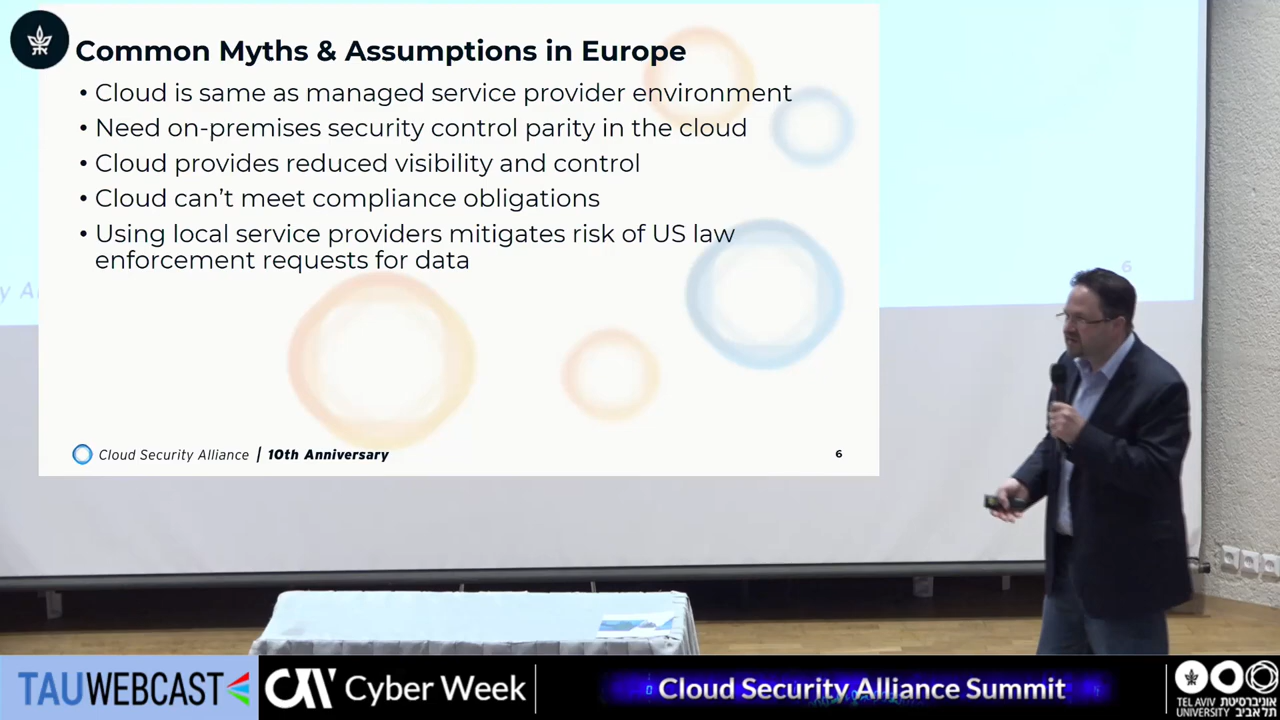 Common Myths & Assumptions in Europe
• Cloud is same as managed service provider environment
• Need on-premises security control parity in the cloud
• Cloud provides reduced visibility and control
• Cloud can't meet compliance obligations
• Using local service providers mitigates risk of US law
enforcement requests for data
6
y Al
Cloud Security Alliance | 10th Anniversary
6
TAUWEBCAST
Cyber Week
Cloud Security Alliance Summit
TEL AVIV אוניברסיטת
UNIVERSITY תל אביב